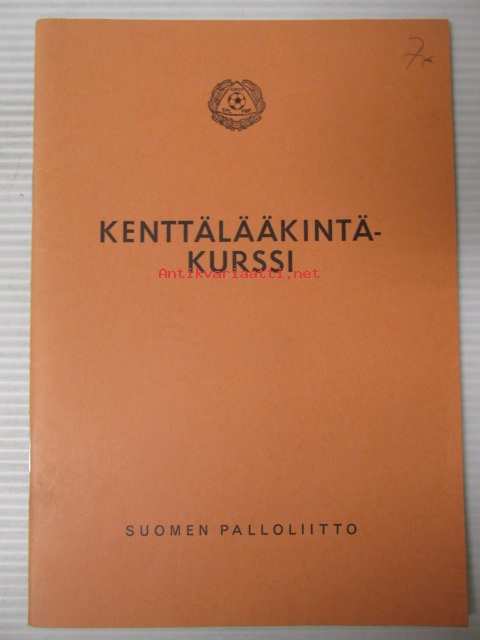 7,-
KENTTÄLÄÄKINTÄ-
KURSSI
Antikvariaatti.net
SUOMEN PALLOLIITTO